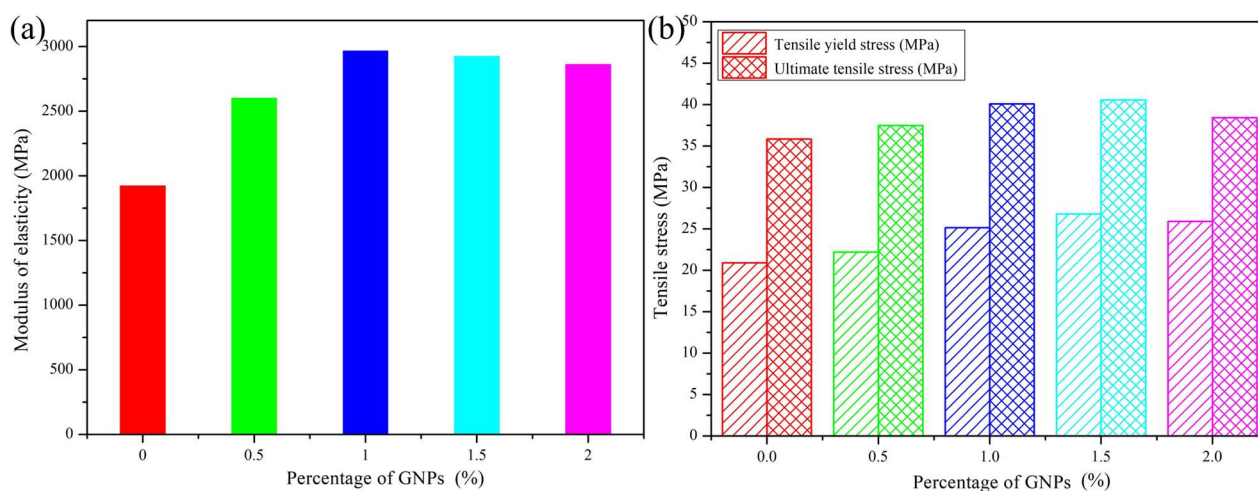 (a)
Modulus of elasticity (MPa)
3000
2500
2000
1500
1000
500
0
0 0.5 1 1.5 2
Percentage of GNPs (%)
(b)
Tensile stress (MPa)
50
45
40
35
30
25
20
15
10
5
0
Tensile yield stress (MPa)
Ultimate tensile stress (MPa)
0.0 0.5 1.0 1.5 2.0
Percentage of GNPs (%)